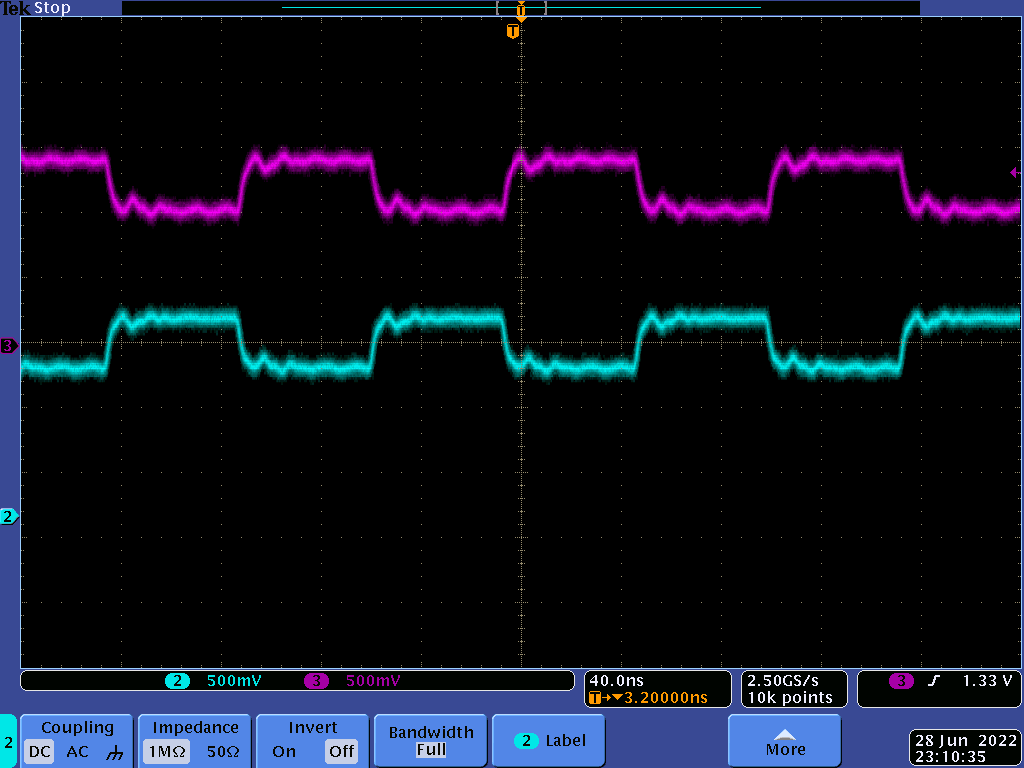 Tek Stop
T
T
3
2
2 500mV 3 500mV 40.0ns 2.50GS/s 3 1.33 V
T→▼3.20000ns 10k points
2
Coupling Impedance Invert Bandwidth 2 Label More
DC AC 1MΩ 50Ω On Off Full
28 Jun 2022
23:10:35